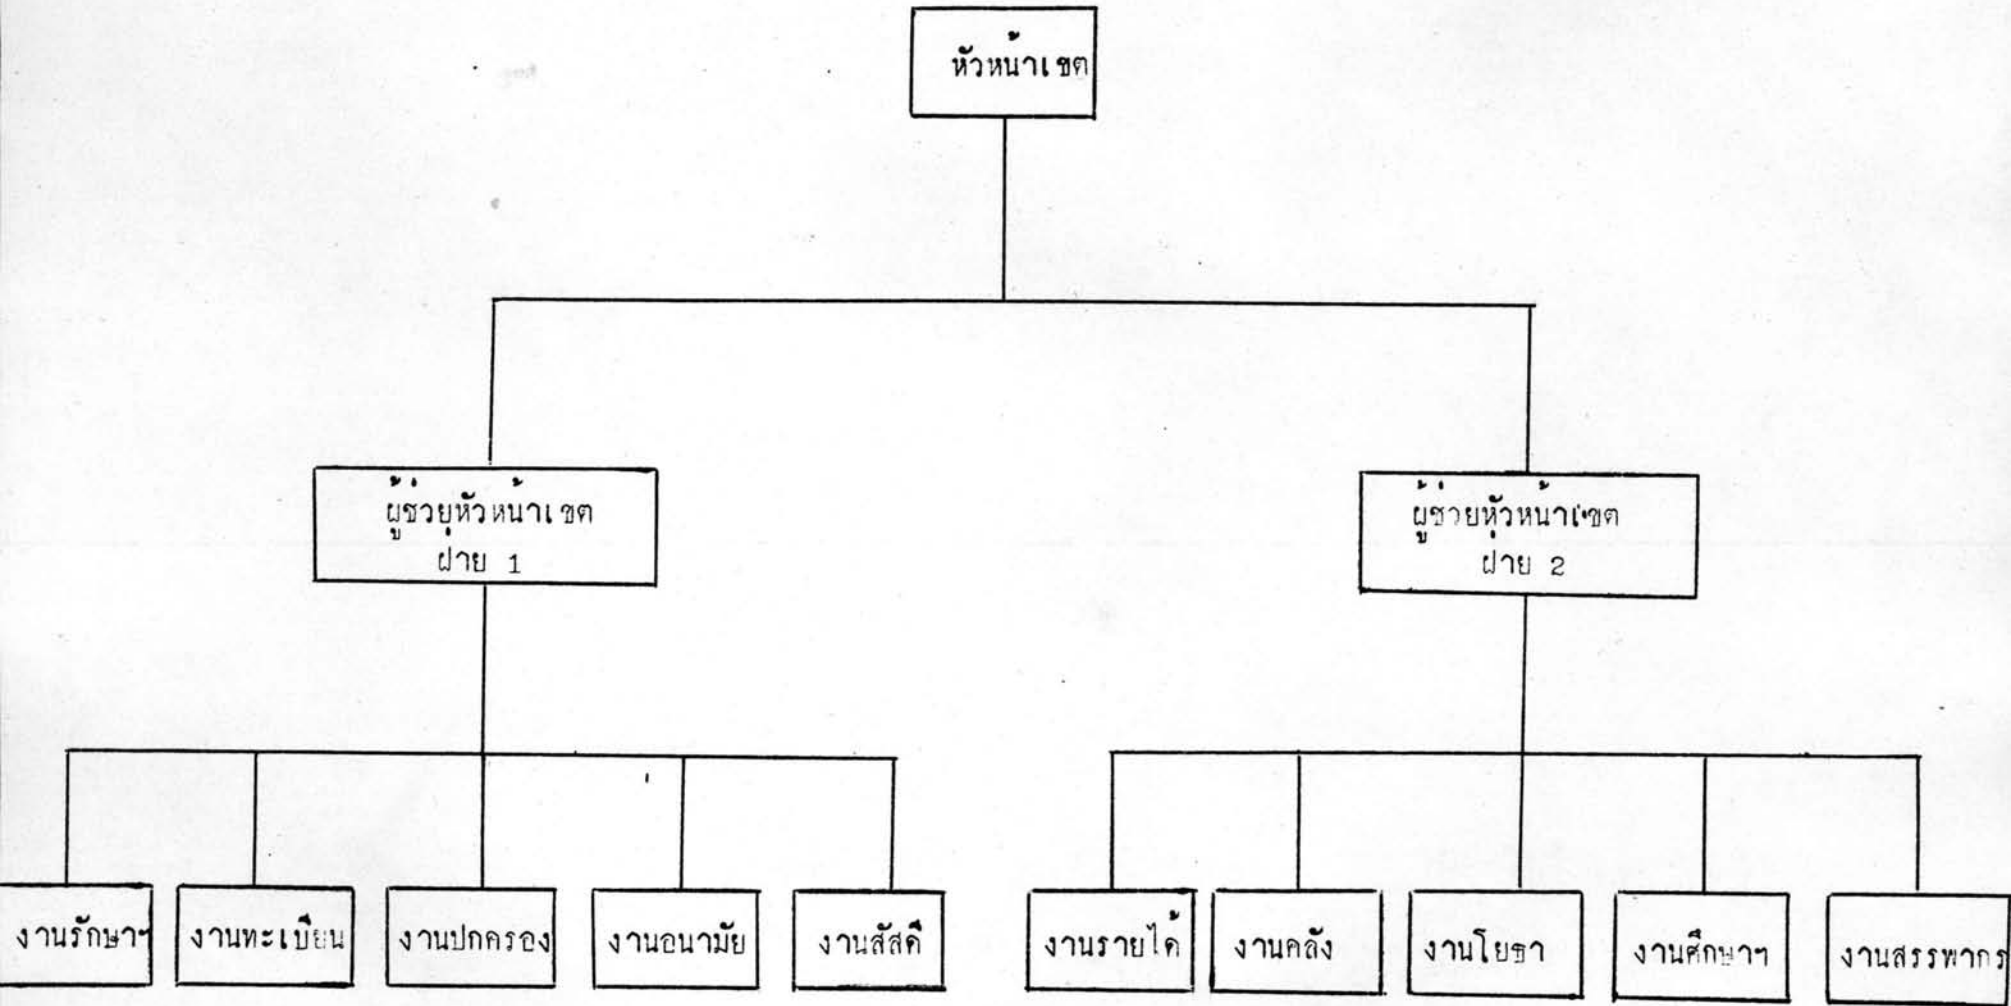 หัวหน้าเขต
ผู้ช่วยหัวหน้าเขต
ฝ่าย 1
ผู้ช่วยหัวหน้าเขต
ฝ่าย 2
งานรักษาฯ
งานทะเบียน
งานปกครอง
งานอนามัย
งานสัสดี
งานรายได้
งานคลัง
งานโยธา
งานศึกษาฯ
งานสรรพากร